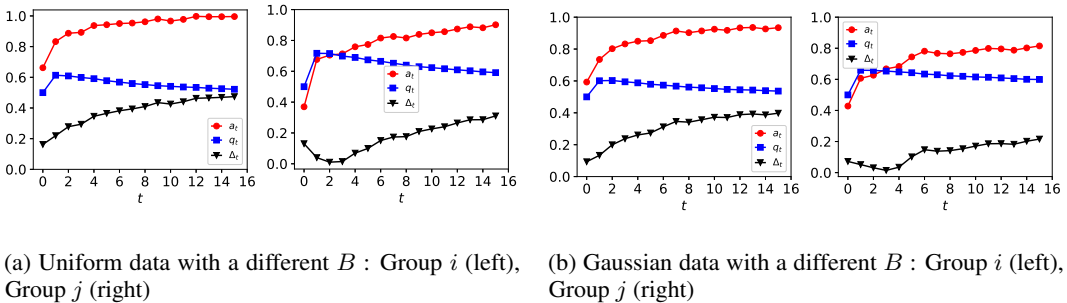 1.0
0.8
0.6
0.4
0.2
0.0
0 2 4 6 8 10 12 14 16
t
a_t
q_t
Δ_t
1.0
0.8
0.6
0.4
0.2
0.0
0 2 4 6 8 10 12 14 16
t
a_t
q_t
Δ_t
1.0
0.8
0.6
0.4
0.2
0.0
0 2 4 6 8 10 12 14 16
t
a_t
q_t
Δ_t
1.0
0.8
0.6
0.4
0.2
0.0
0 2 4 6 8 10 12 14 16
t
a_t
q_t
Δ_t
(a) Uniform data with a different B : Group i (left),
Group j (right)
(b) Gaussian data with a different B : Group i (left),
Group j (right)